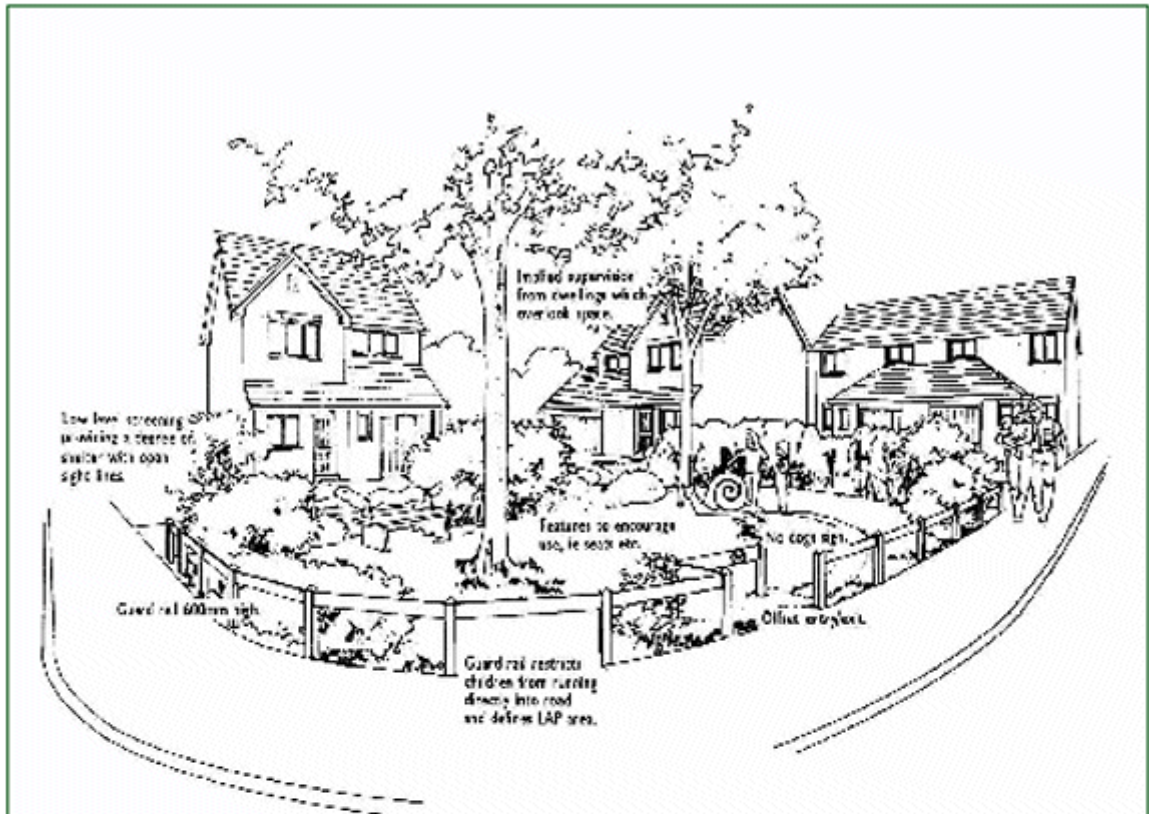 Implied supervision
from dwellings which
overlook space.
Low level screening
providing a degree of
shelter with open
sight lines.
Features to encourage
use, ie seats etc.
No dogs sign.
Guard rail 600mm high.
Offset entry/exit.
Guard rail restricts
children from running
directly into road
and defines LAP area.